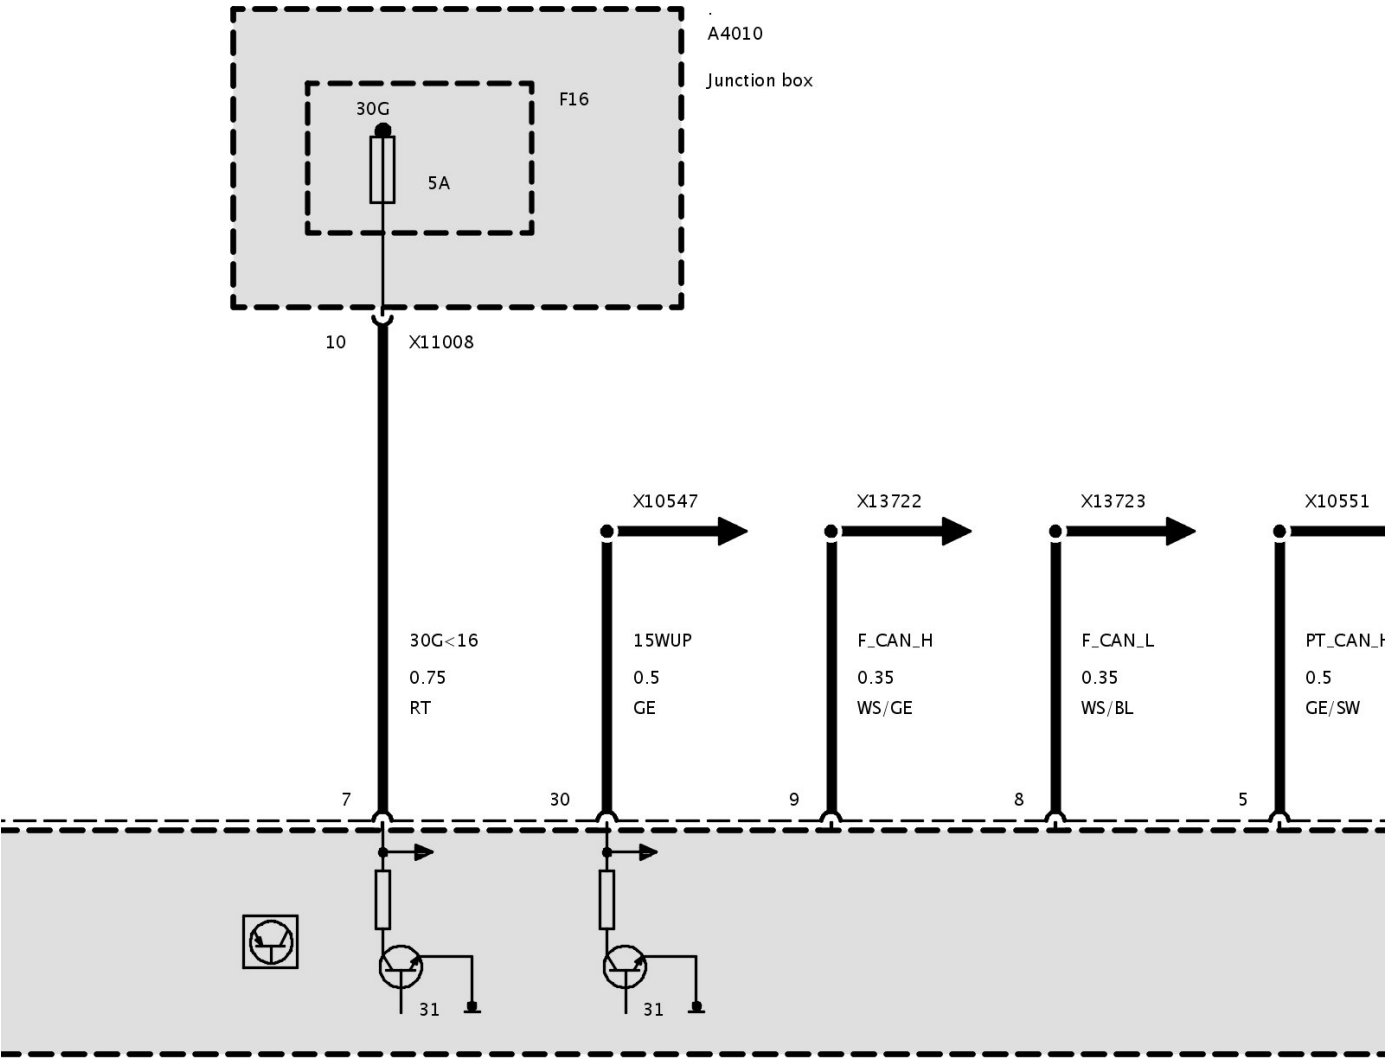 A4010
Junction box
F16
30G
5A
10
X11008
X10547
X13722
X13723
X10551
30G<16
0.75
RT
15WUP
0.5
GE
F_CAN_H
0.35
WS/GE
F_CAN_L
0.35
WS/BL
PT_CAN_H
0.5
GE/SW
7
30
9
8
5
31
31